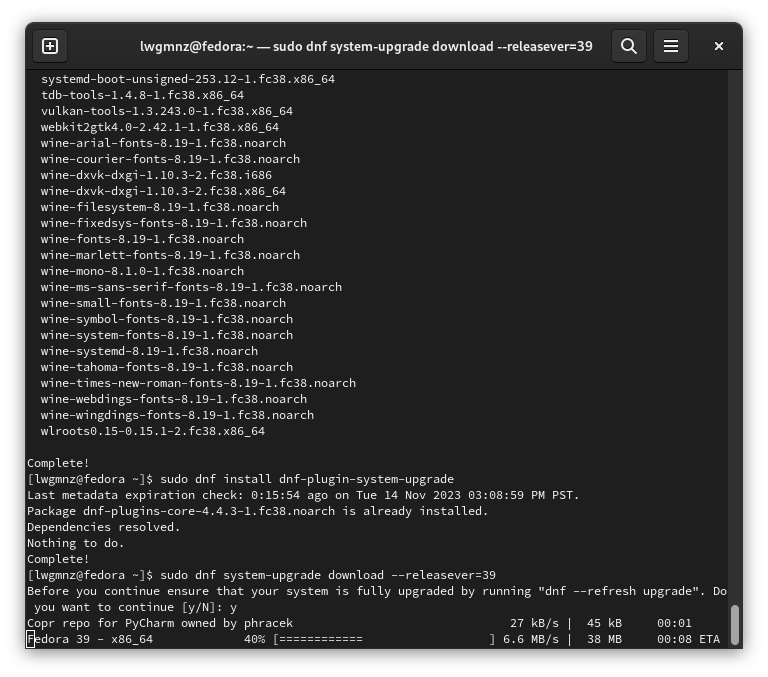 lwgmnz@fedora:~ — sudo dnf system-upgrade download --releasever=39
systemd-boot-unsigned-253.12-1.fc38.x86_64
tdb-tools-1.4.8-1.fc38.x86_64
vulkan-tools-1.3.243.0-1.fc38.x86_64
webkit2gtk4.0-2.42.1-1.fc38.x86_64
wine-arial-fonts-8.19-1.fc38.noarch
wine-courier-fonts-8.19-1.fc38.noarch
wine-dxvk-dxgi-1.10.3-2.fc38.i686
wine-dxvk-dxgi-1.10.3-2.fc38.x86_64
wine-filesystem-8.19-1.fc38.noarch
wine-fixedsys-fonts-8.19-1.fc38.noarch
wine-fonts-8.19-1.fc38.noarch
wine-marlett-fonts-8.19-1.fc38.noarch
wine-mono-8.1.0-1.fc38.noarch
wine-ms-sans-serif-fonts-8.19-1.fc38.noarch
wine-small-fonts-8.19-1.fc38.noarch
wine-symbol-fonts-8.19-1.fc38.noarch
wine-system-fonts-8.19-1.fc38.noarch
wine-systemd-8.19-1.fc38.noarch
wine-tahoma-fonts-8.19-1.fc38.noarch
wine-times-new-roman-fonts-8.19-1.fc38.noarch
wine-webdings-fonts-8.19-1.fc38.noarch
wine-wingdings-fonts-8.19-1.fc38.noarch
wlroots0.15-0.15.1-2.fc38.x86_64
Complete!
[lwgmnz@fedora ~]$ sudo dnf install dnf-plugin-system-upgrade
Last metadata expiration check: 0:15:54 ago on Tue 14 Nov 2023 03:08:59 PM PST.
Package dnf-plugins-core-4.4.3-1.fc38.noarch is already installed.
Dependencies resolved.
Nothing to do.
Complete!
[lwgmnz@fedora ~]$ sudo dnf system-upgrade download --releasever=39
Before you continue ensure that your system is fully upgraded by running "dnf --refresh upgrade". Do
you want to continue [y/N]: y
Copr repo for PyCharm owned by phracek 27 kB/s | 45 kB 00:01
Fedora 39 - x86_64 40% [============ ] 6.6 MB/s | 38 MB 00:08 ETA